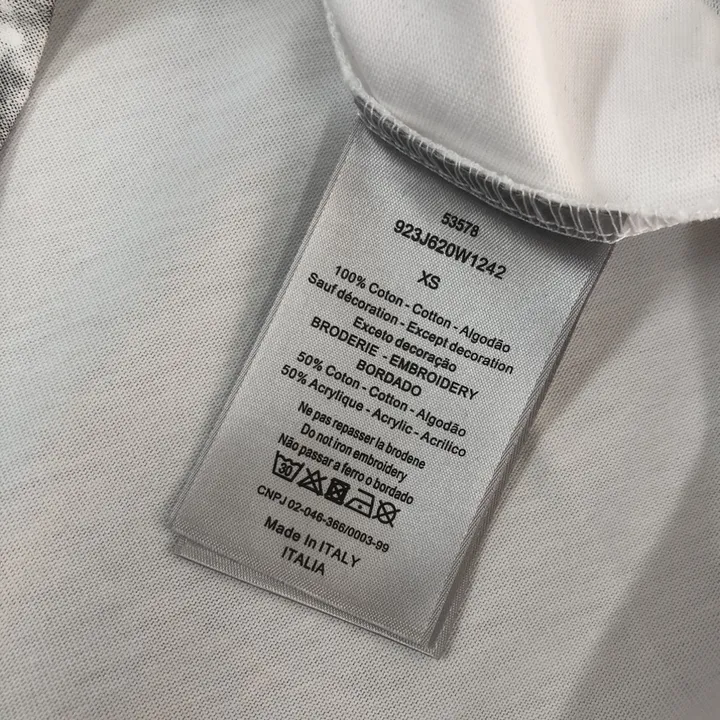 53578
923J620W1242
XS
100% Coton - Cotton - Algodão
Sauf décoration - Except decoration
Exceto decoração
BRODERIE - EMBROIDERY
BORDADO
50% Coton - Cotton - Algodão
50% Acrylique - Acrylic - Acrilico
Ne pas repasser la brodene
Do not iron embroidery
Não passar a ferro o bordado
30
CNPJ 02-046-366/0003-99
Made In ITALY
ITALIA